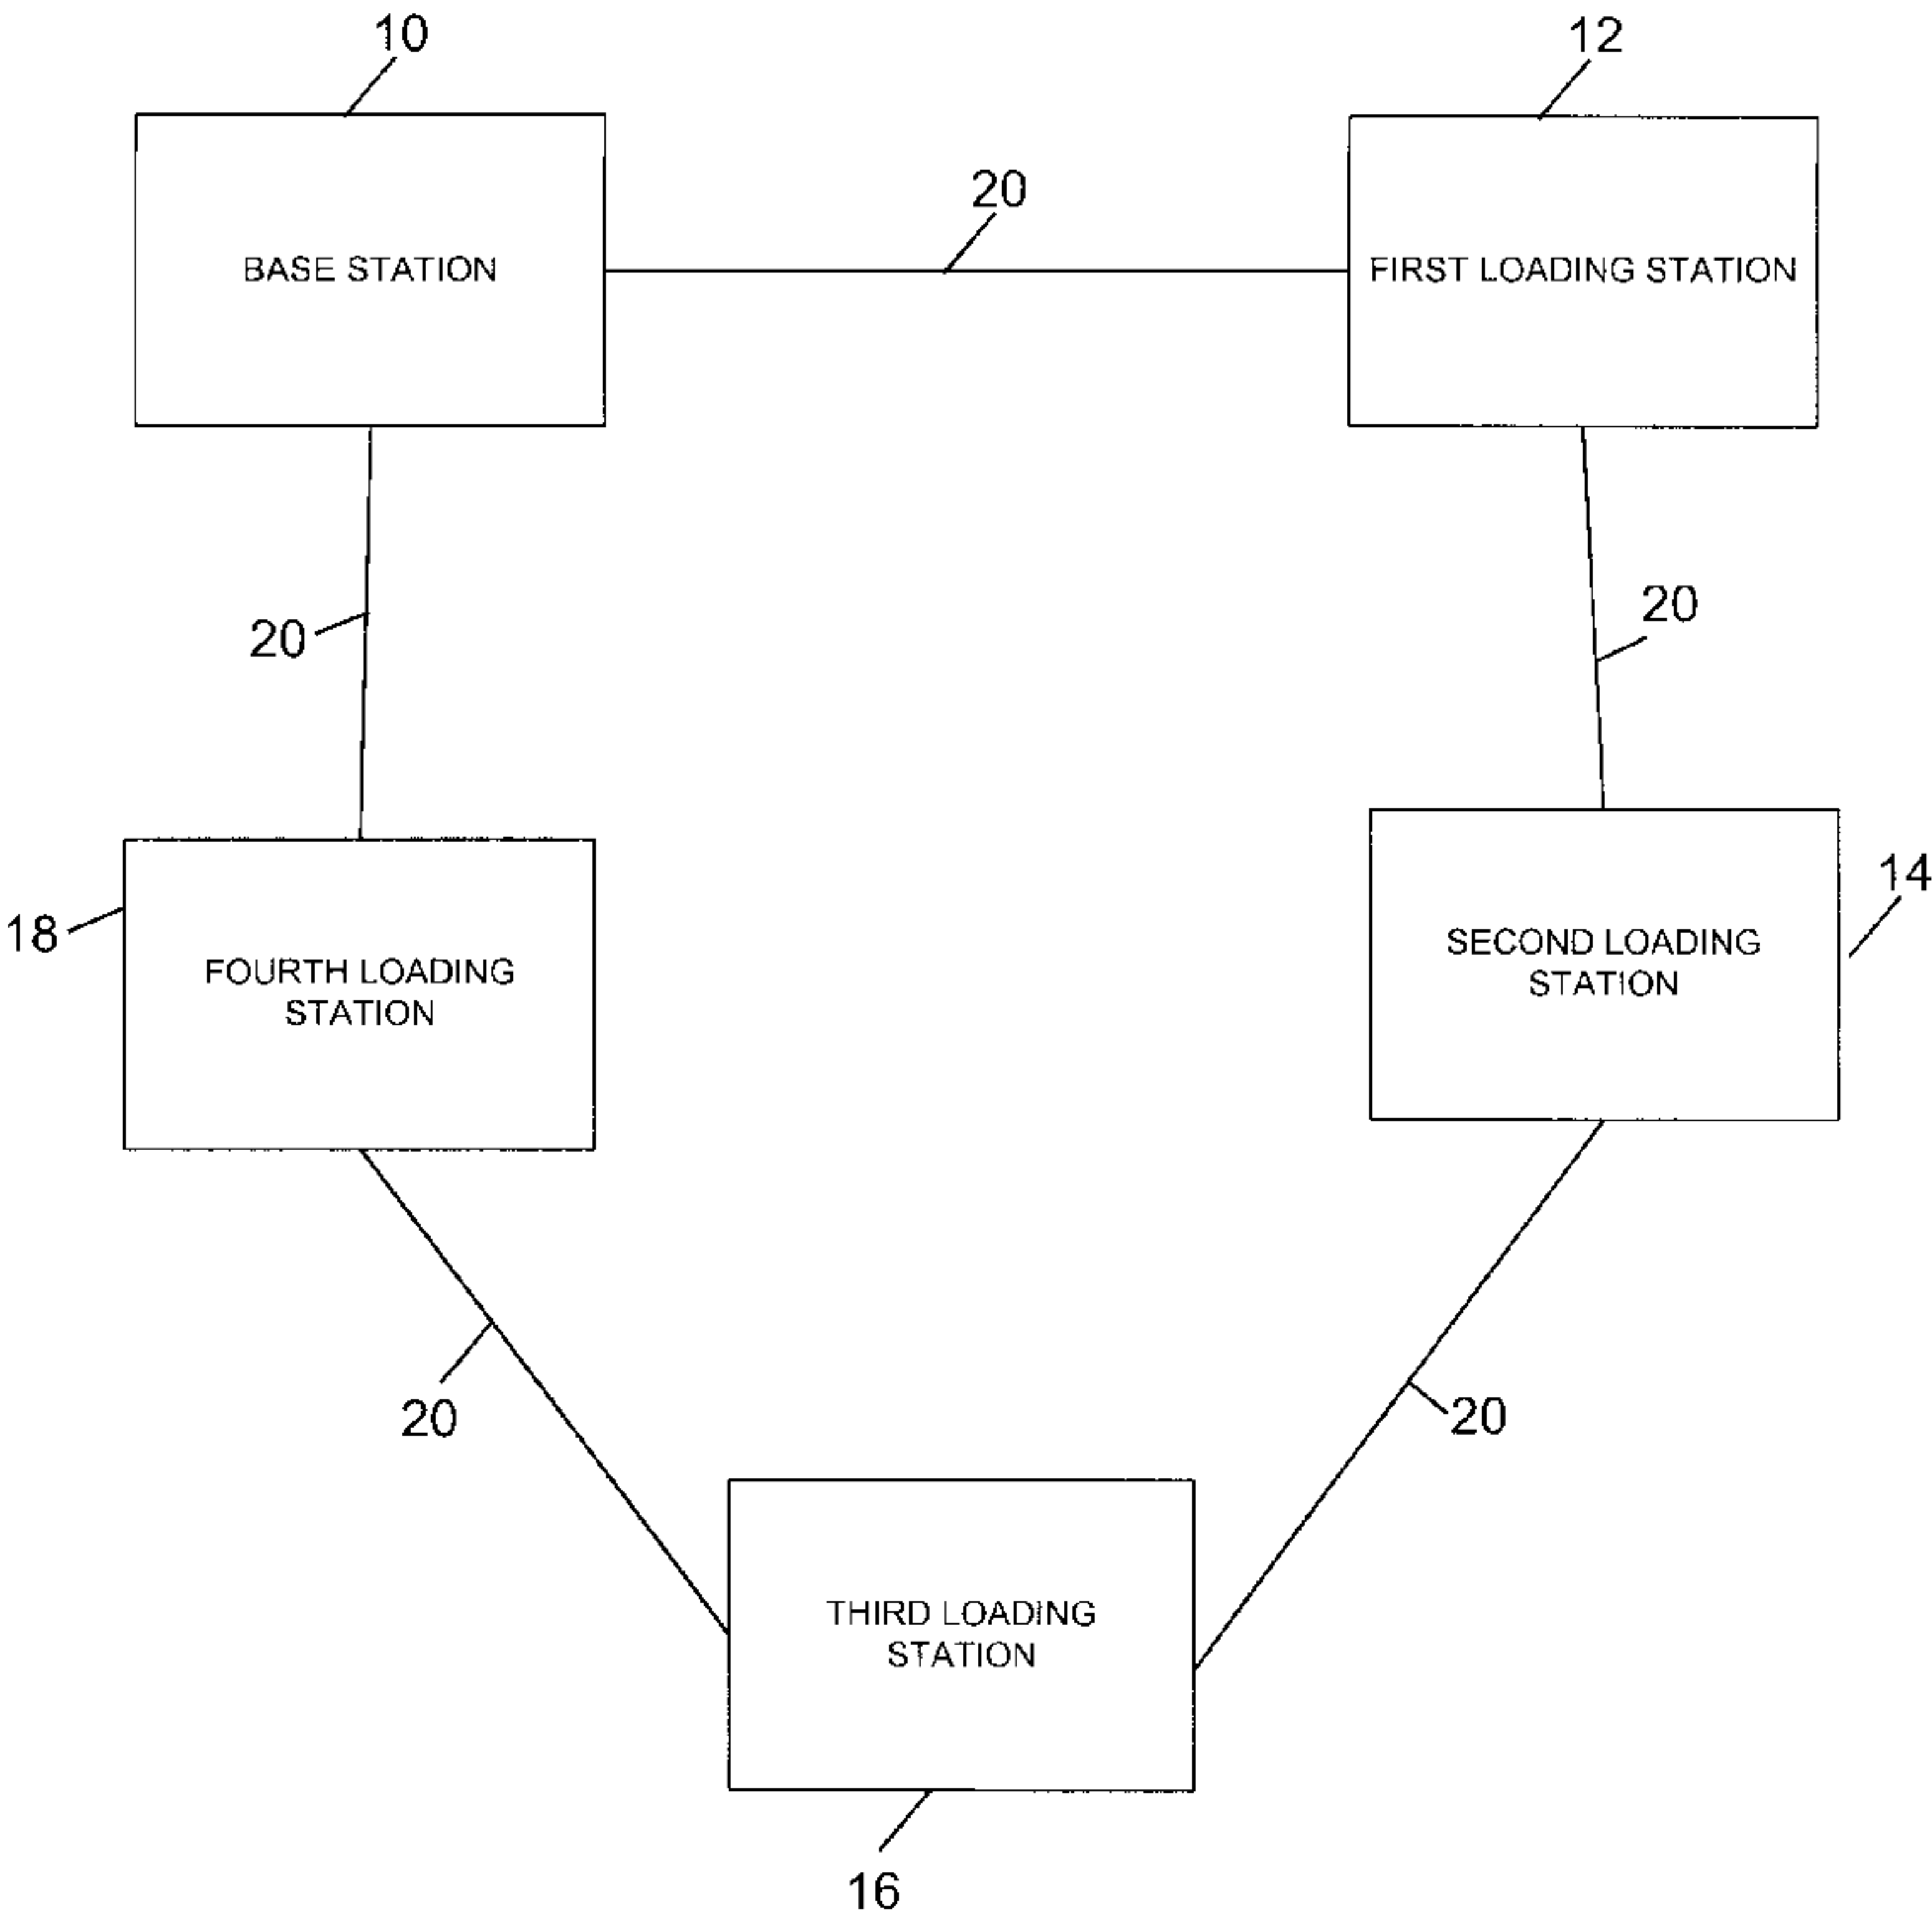 10
12
20
BASE STATION
FIRST LOADING STATION
20
20
14
18
SECOND LOADING
STATION
FOURTH LOADING
STATION
20
20
THIRD LOADING
STATION
16